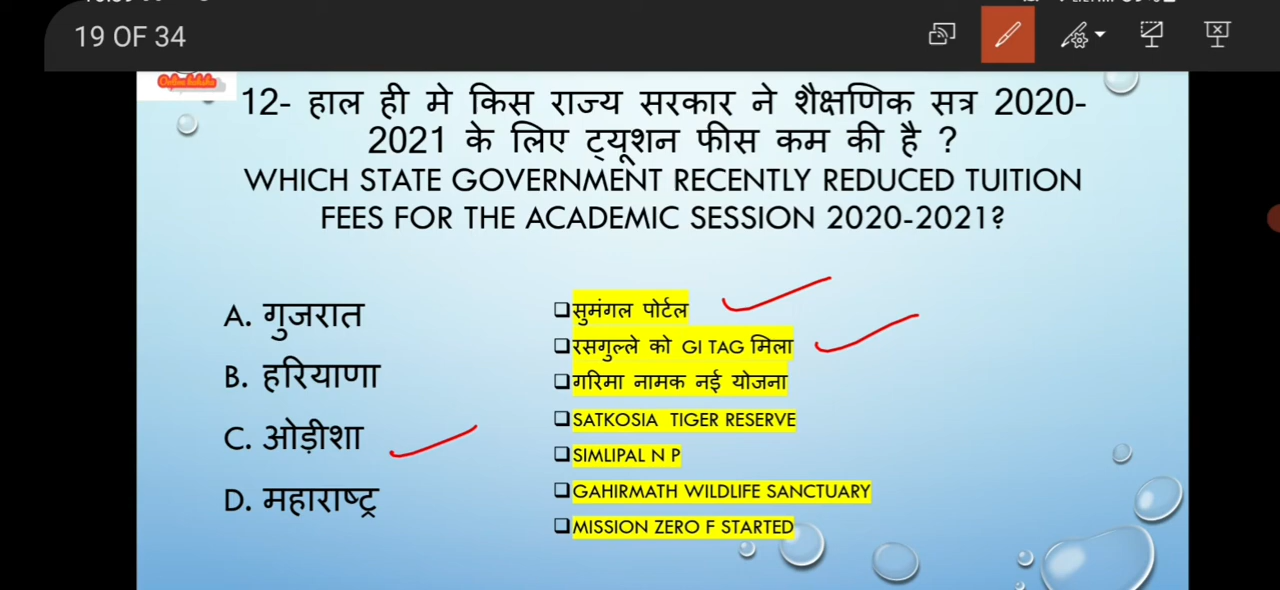 19 OF 34
12- हाल ही मे किस राज्य सरकार ने शैक्षणिक सत्र 2020-
2021 के लिए ट्यूशन फीस कम की है ?
WHICH STATE GOVERNMENT RECENTLY REDUCED TUITION
FEES FOR THE ACADEMIC SESSION 2020-2021?
A. गुजरात
B. हरियाणा
C. ओड़ीशा
D. महाराष्ट्र
❑सुमंगल पोर्टल
❑रसगुल्ले को GI TAG मिला
❑गरिमा नामक नई योजना
❑SATKOSIA TIGER RESERVE
❑SIMLIPAL N P
❑GAHIRMATH WILDLIFE SANCTUARY
❑MISSION ZERO F STARTED